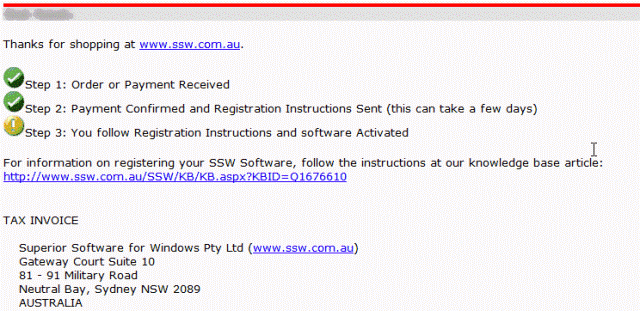 Thanks for shopping at www.ssw.com.au.
Step 1: Order or Payment Received
Step 2: Payment Confirmed and Registration Instructions Sent (this can take a few days)
Step 3: You follow Registration Instructions and software Activated
For information on registering your SSW Software, follow the instructions at our knowledge base article:
http://www.ssw.com.au/SSW/KB/KB.aspx?KBID=Q1676610
TAX INVOICE
Superior Software for Windows Pty Ltd (www.ssw.com.au)
Gateway Court Suite 10
81 - 91 Military Road
Neutral Bay, Sydney NSW 2089
AUSTRALIA